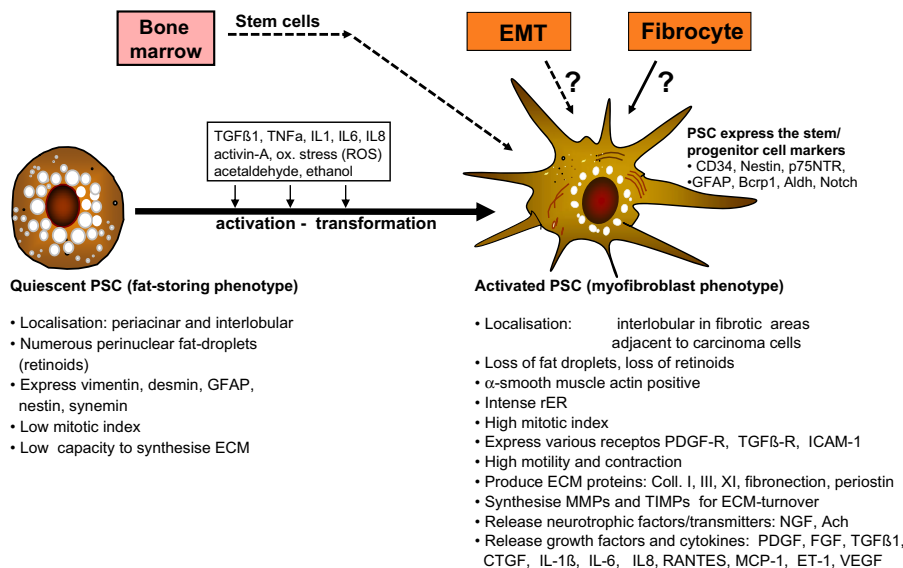 Bone
marrow
Stem cells
EMT
Fibrocyte
?
?
TGFß1, TNFa, IL1, IL6, IL8
activin-A, ox. stress (ROS)
acetaldehyde, ethanol
activation - transformation
PSC express the stem/
progenitor cell markers
• CD34, Nestin, p75NTR,
•GFAP, Bcrp1, Aldh, Notch
Quiescent PSC (fat-storing phenotype)
• Localisation: periacinar and interlobular
• Numerous perinuclear fat-droplets
(retinoids)
• Express vimentin, desmin, GFAP,
nestin, synemin
• Low mitotic index
• Low capacity to synthesise ECM
Activated PSC (myofibroblast phenotype)
• Localisation: interlobular in fibrotic areas
adjacent to carcinoma cells
• Loss of fat droplets, loss of retinoids
• α-smooth muscle actin positive
• Intense rER
• High mitotic index
• Express various receptos PDGF-R, TGFß-R, ICAM-1
• High motility and contraction
• Produce ECM proteins: Coll. I, III, XI, fibronection, periostin
• Synthesise MMPs and TIMPs for ECM-turnover
• Release neurotrophic factors/transmitters: NGF, Ach
• Release growth factors and cytokines: PDGF, FGF, TGFß1,
CTGF, IL-1ß, IL-6, IL8, RANTES, MCP-1, ET-1, VEGF